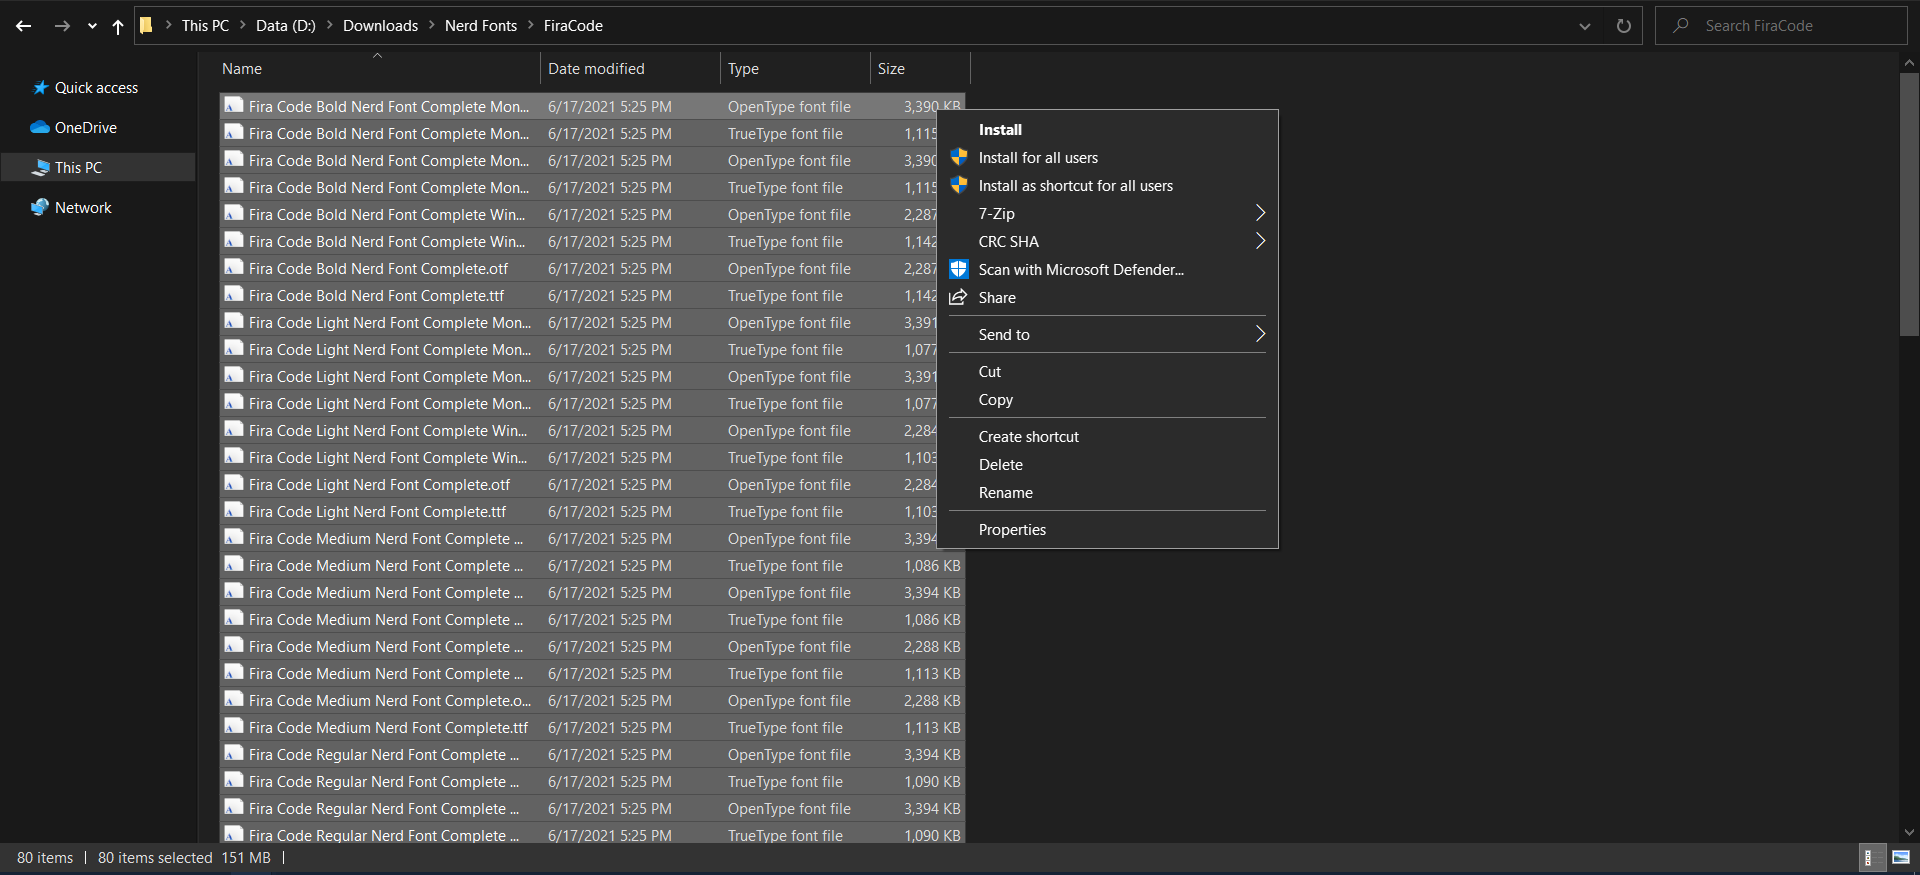 This PC > Data (D:) > Downloads > Nerd Fonts > FiraCode
Search FiraCode
Quick access
OneDrive
This PC
Network
Name Date modified Type Size
Fira Code Bold Nerd Font Complete Mon... 6/17/2021 5:25 PM OpenType font file 3,390 KB
Fira Code Bold Nerd Font Complete Mon... 6/17/2021 5:25 PM TrueType font file 1,115
Fira Code Bold Nerd Font Complete Mon... 6/17/2021 5:25 PM OpenType font file 3,390
Fira Code Bold Nerd Font Complete Mon... 6/17/2021 5:25 PM TrueType font file 1,115
Fira Code Bold Nerd Font Complete Win... 6/17/2021 5:25 PM OpenType font file 2,287
Fira Code Bold Nerd Font Complete Win... 6/17/2021 5:25 PM TrueType font file 1,142
Fira Code Bold Nerd Font Complete.otf 6/17/2021 5:25 PM OpenType font file 2,287
Fira Code Bold Nerd Font Complete.ttf 6/17/2021 5:25 PM TrueType font file 1,142
Fira Code Light Nerd Font Complete Mon... 6/17/2021 5:25 PM OpenType font file 3,391
Fira Code Light Nerd Font Complete Mon... 6/17/2021 5:25 PM TrueType font file 1,077
Fira Code Light Nerd Font Complete Mon... 6/17/2021 5:25 PM OpenType font file 3,391
Fira Code Light Nerd Font Complete Mon... 6/17/2021 5:25 PM TrueType font file 1,077
Fira Code Light Nerd Font Complete Win... 6/17/2021 5:25 PM OpenType font file 2,284
Fira Code Light Nerd Font Complete Win... 6/17/2021 5:25 PM TrueType font file 1,103
Fira Code Light Nerd Font Complete.otf 6/17/2021 5:25 PM OpenType font file 2,284
Fira Code Light Nerd Font Complete.ttf 6/17/2021 5:25 PM TrueType font file 1,103
Fira Code Medium Nerd Font Complete ... 6/17/2021 5:25 PM OpenType font file 3,394
Fira Code Medium Nerd Font Complete ... 6/17/2021 5:25 PM TrueType font file 1,086 KB
Fira Code Medium Nerd Font Complete ... 6/17/2021 5:25 PM OpenType font file 3,394 KB
Fira Code Medium Nerd Font Complete ... 6/17/2021 5:25 PM TrueType font file 1,086 KB
Fira Code Medium Nerd Font Complete ... 6/17/2021 5:25 PM OpenType font file 2,288 KB
Fira Code Medium Nerd Font Complete ... 6/17/2021 5:25 PM TrueType font file 1,113 KB
Fira Code Medium Nerd Font Complete.o... 6/17/2021 5:25 PM OpenType font file 2,288 KB
Fira Code Medium Nerd Font Complete.ttf 6/17/2021 5:25 PM TrueType font file 1,113 KB
Fira Code Regular Nerd Font Complete ... 6/17/2021 5:25 PM OpenType font file 3,394 KB
Fira Code Regular Nerd Font Complete ... 6/17/2021 5:25 PM TrueType font file 1,090 KB
Fira Code Regular Nerd Font Complete ... 6/17/2021 5:25 PM OpenType font file 3,394 KB
Fira Code Regular Nerd Font Complete ... 6/17/2021 5:25 PM TrueType font file 1,090 KB
Install
Install for all users
Install as shortcut for all users
7-Zip
CRC SHA
Scan with Microsoft Defender...
Share
Send to
Cut
Copy
Create shortcut
Delete
Rename
Properties
80 items | 80 items selected 151 MB |